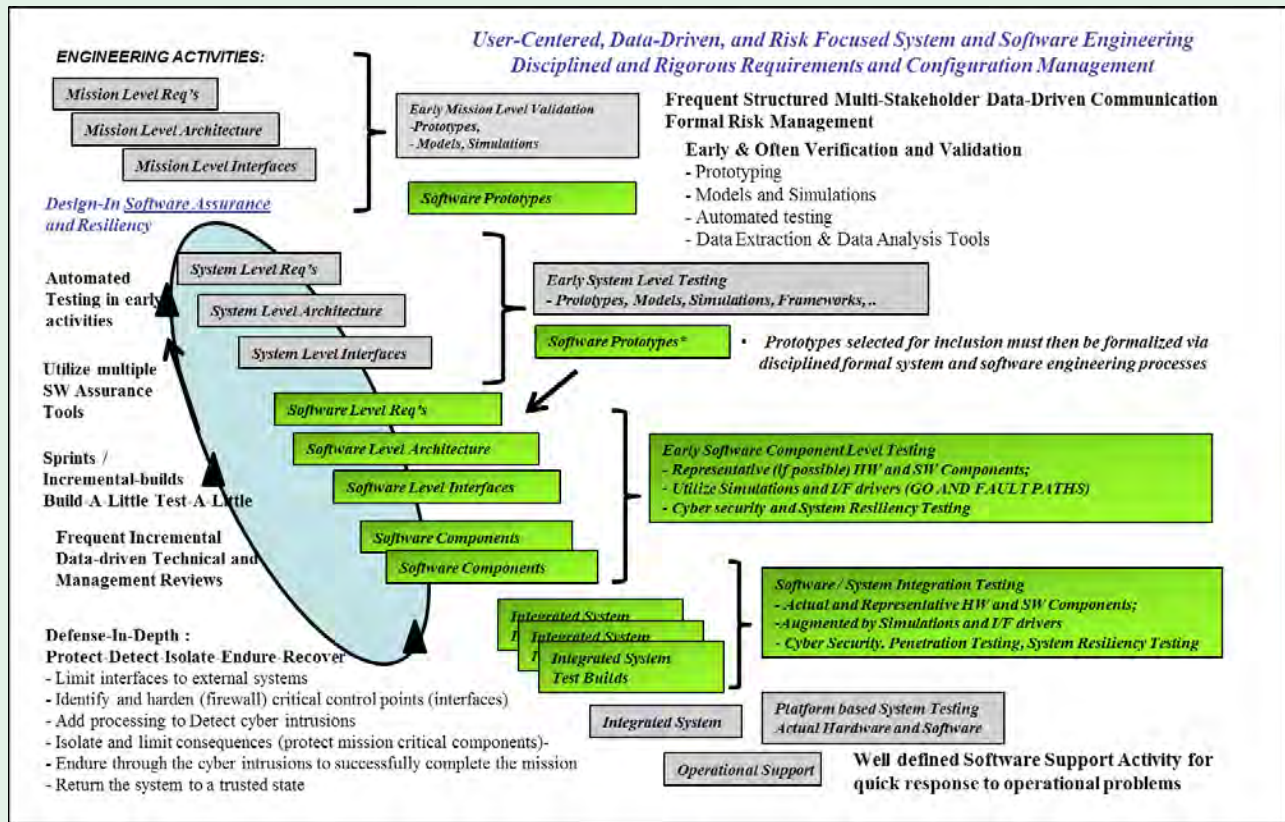 User-Centered, Data-Driven, and Risk Focused System and Software Engineering
Disciplined and Rigorous Requirements and Configuration Management
ENGINEERING ACTIVITIES:
Mission Level Req's
Mission Level Architecture
Mission Level Interfaces
Early Mission Level Validation
-Prototypes,
- Models, Simulations
Software Prototypes
Frequent Structured Multi-Stakeholder Data-Driven Communication
Formal Risk Management
Early & Often Verification and Validation
- Prototyping
- Models and Simulations
- Automated testing
- Data Extraction & Data Analysis Tools
Design-In Software Assurance
and Resiliency
System Level Req's
System Level Architecture
System Level Interfaces
Early System Level Testing
- Prototypes, Models, Simulations, Frameworks, ..
Software Prototypes*
• Prototypes selected for inclusion must then be formalized via
disciplined formal system and software engineering processes
Automated
Testing in early
activities
Utilize multiple
SW Assurance
Tools
Sprints /
Incremental-builds
Build-A-Little Test-A-Little
Frequent Incremental
Data-driven Technical and
Management Reviews
Software Level Req's
Software Level Architecture
Software Level Interfaces
Software Components
Software Components
Early Software Component Level Testing
- Representative (if possible) HW and SW Components;
- Utilize Simulations and I/F drivers (GO AND FAULT PATHS)
- Cyber security and System Resiliency Testing
Integrated System
Integrated System
Integrated System
Test Builds
Software / System Integration Testing
- Actual and Representative HW and SW Components;
-Augmented by Simulations and I/F drivers
- Cyber Security, Penetration Testing, System Resiliency Testing
Defense-In-Depth :
Protect-Detect-Isolate-Endure-Recover
- Limit interfaces to external systems
- Identify and harden (firewall) critical control points (interfaces)
- Add processing to Detect cyber intrusions
- Isolate and limit consequences (protect mission critical components)-
- Endure through the cyber intrusions to successfully complete the mission
- Return the system to a trusted state
Integrated System
Platform based System Testing
Actual Hardware and Software
Operational Support
Well defined Software Support Activity for
quick response to operational problems